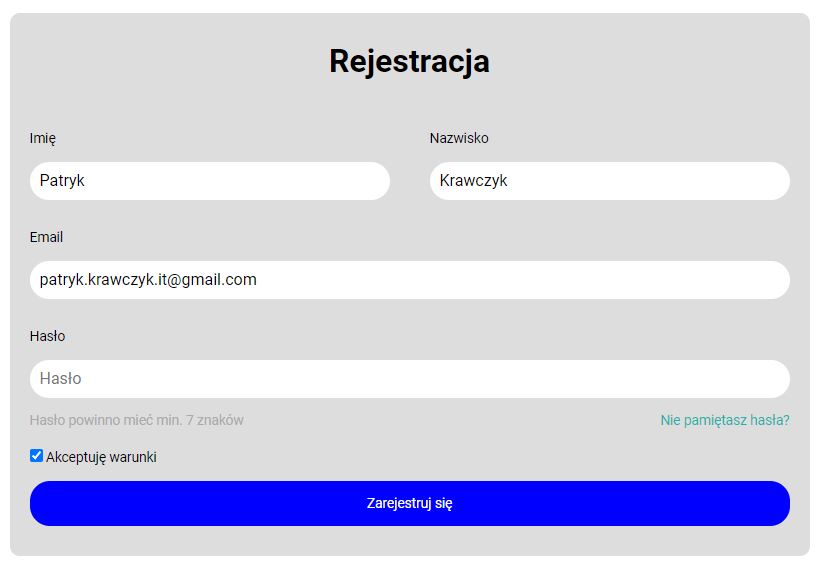 Rejestracja
Imię Nazwisko
Patryk Krawczyk
Email
patryk.krawczyk.it@gmail.com
Hasło
Hasło
Hasło powinno mieć min. 7 znaków Nie pamiętasz hasła?
Akceptuję warunki
Zarejestruj się